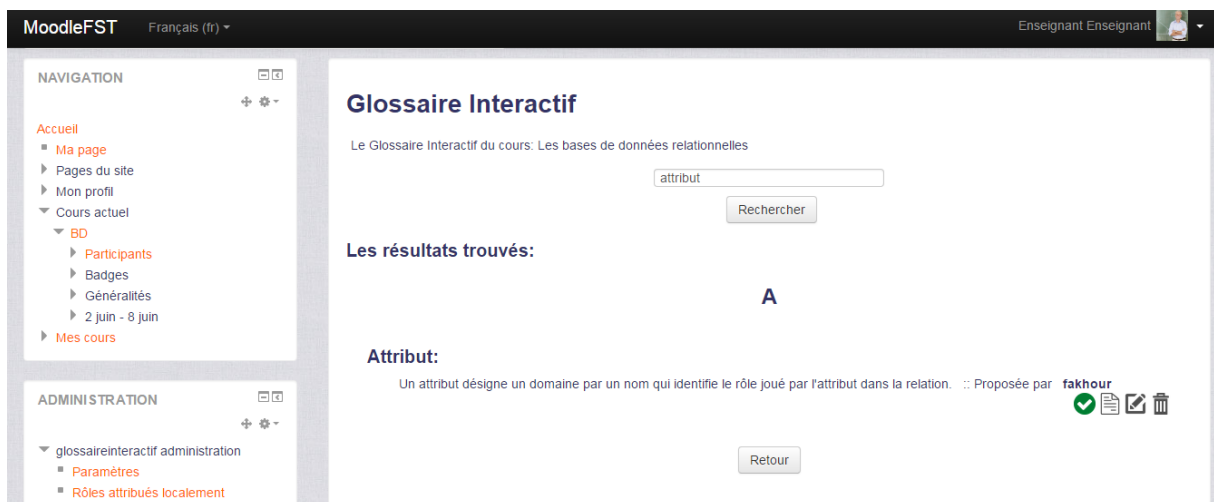 MoodleFST Français (fr) Enseignant Enseignant
NAVIGATION
Accueil
Ma page
Pages du site
Mon profil
Cours actuel
BD
Participants
Badges
Généralités
2 juin - 8 juin
Mes cours
ADMINISTRATION
glossaireinteractif administration
Paramètres
Rôles attribués localement
Glossaire Interactif
Le Glossaire Interactif du cours: Les bases de données relationnelles
attribut
Rechercher
Les résultats trouvés:
A
Attribut:
Un attribut désigne un domaine par un nom qui identifie le rôle joué par l'attribut dans la relation. :: Proposée par fakhour
Retour